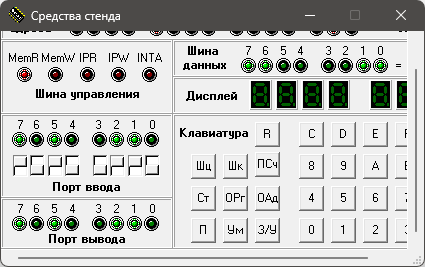 Средства стенда
MemR MemW IPR IPW INTA
Шина управления
Шина данных
7 6 5 4 3 2 1 0 =
Дисплей
7 6 5 4 3 2 1 0
Порт ввода
7 6 5 4 3 2 1 0
Порт вывода
Клавиатура
R C D E
Шц Шк ПСч 8 9 A B
Ст ОРг ОАд 4 5 6 7
П Ум З/У 0 1 2 3